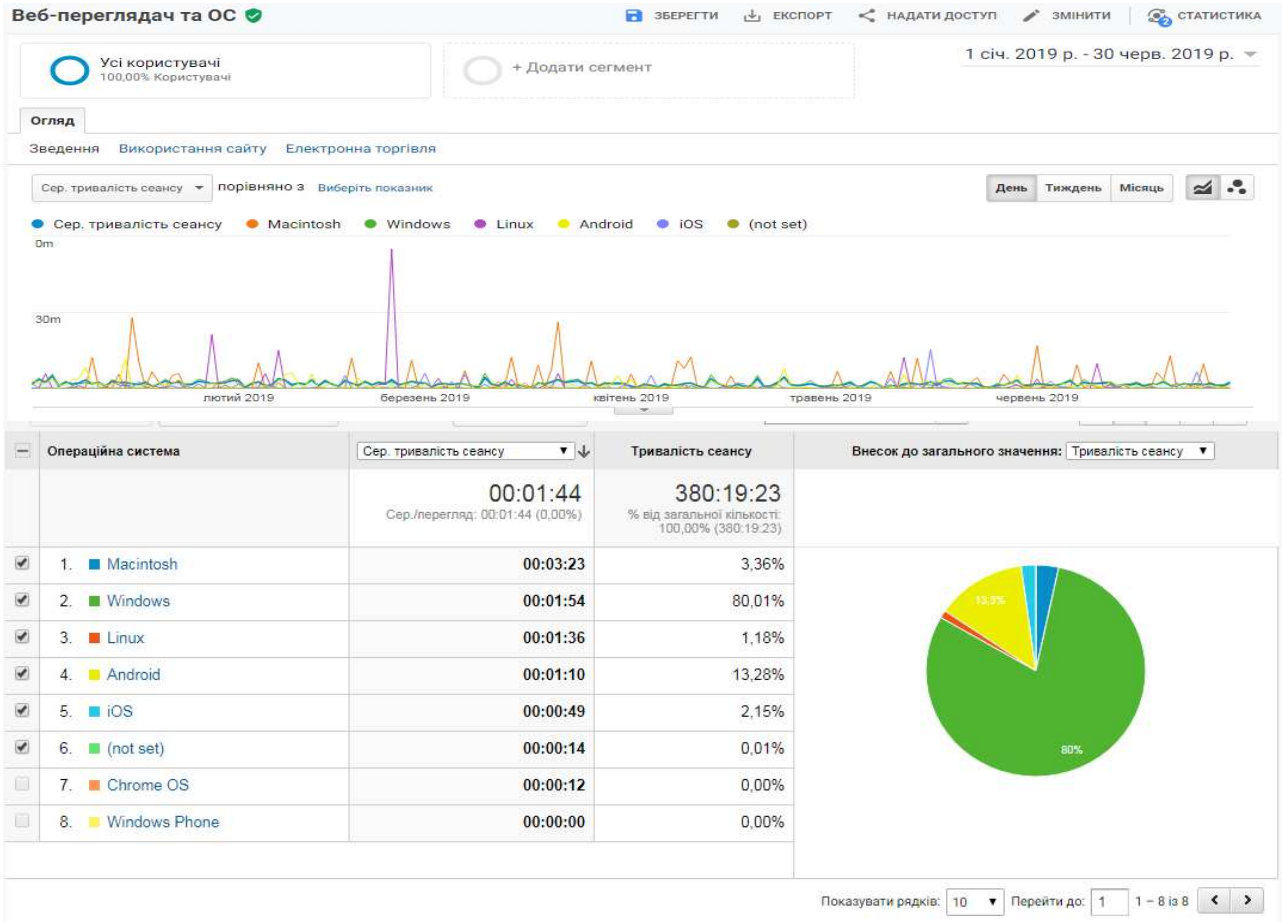 Веб-переглядач та ОС
ЗБЕРЕГТИ ЕКСПОРТ НАДАТИ ДОСТУП ЗМІНИТИ 2 СТАТИСТИКА
Усі користувачі
100,00% Користувачі
+ Додати сегмент
1 січ. 2019 р. - 30 черв. 2019 р.
Огляд
Зведення Використання сайту Електронна торгівля
Сер. тривалість сеансу порівняно з Виберіть показник
День Тиждень Місяць
Сер. тривалість сеансу Macintosh Windows Linux Android iOS (not set)
0m
30m
лютий 2019 березень 2019 квітень 2019 травень 2019 червень 2019
Операційна система Сер. тривалість сеансу Тривалість сеансу Внесок до загального значення: Тривалість сеансу
00:01:44 380:19:23
Сер./перегляд: 00:01:44 (0,00%) % від загальної кількості:
100,00% (380:19:23)
1. Macintosh 00:03:23 3,36%
2. Windows 00:01:54 80,01%
3. Linux 00:01:36 1,18%
4. Android 00:01:10 13,28%
5. iOS 00:00:49 2,15%
6. (not set) 00:00:14 0,01%
7. Chrome OS 00:00:12 0,00%
8. Windows Phone 00:00:00 0,00%
13,3%
80%
Показувати рядків: 10 Перейти до: 1 1 – 8 із 8